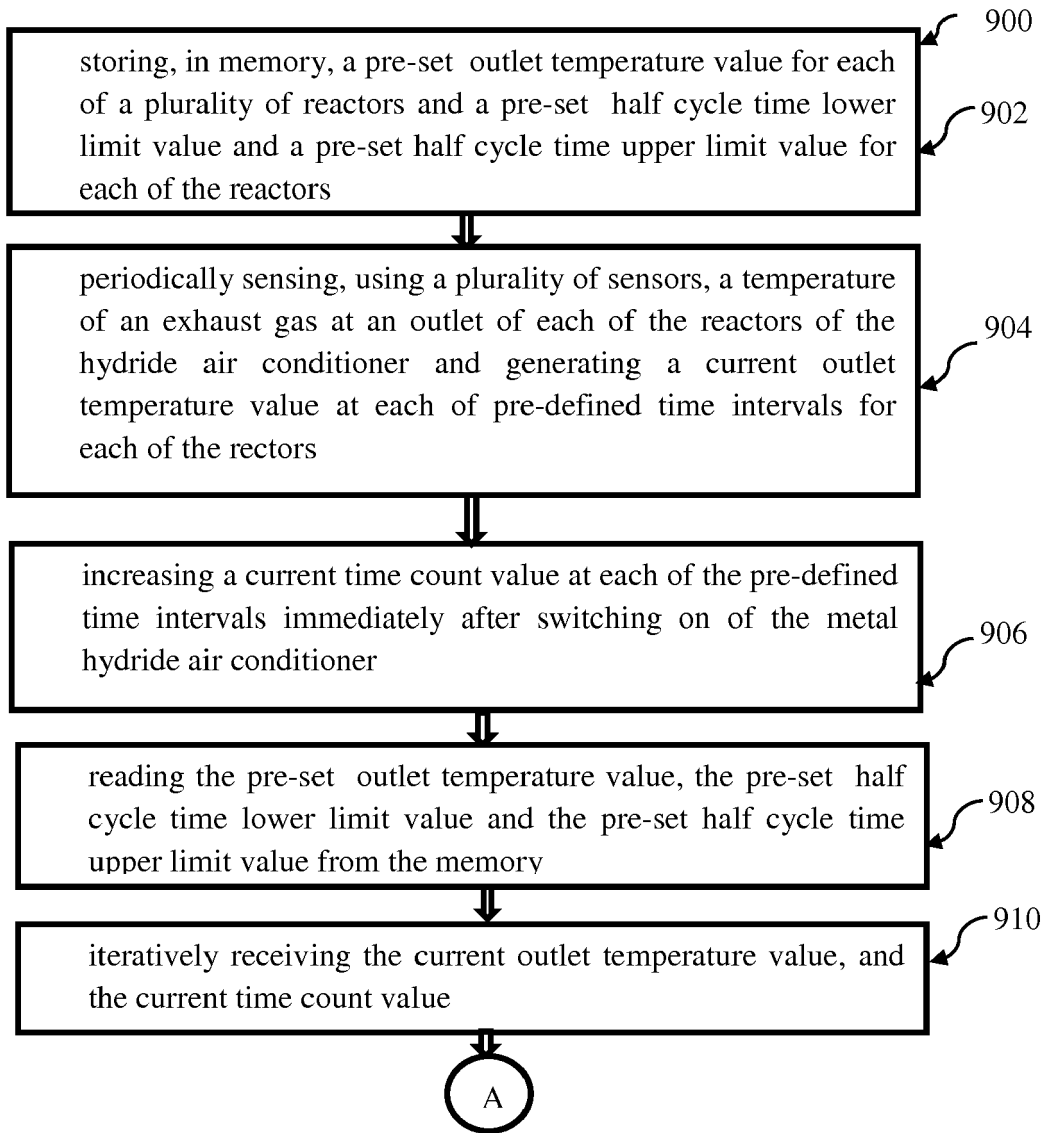 900
storing, in memory, a pre-set outlet temperature value for each
of a plurality of reactors and a pre-set half cycle time lower
limit value and a pre-set half cycle time upper limit value for
each of the reactors
902
periodically sensing, using a plurality of sensors, a temperature
of an exhaust gas at an outlet of each of the reactors of the
hydride air conditioner and generating a current outlet
temperature value at each of pre-defined time intervals for
each of the rectors
904
increasing a current time count value at each of the pre-defined
time intervals immediately after switching on of the metal
hydride air conditioner
906
reading the pre-set outlet temperature value, the pre-set half
cycle time lower limit value and the pre-set half cycle time
upper limit value from the memory
908
iteratively receiving the current outlet temperature value, and
the current time count value
910
A